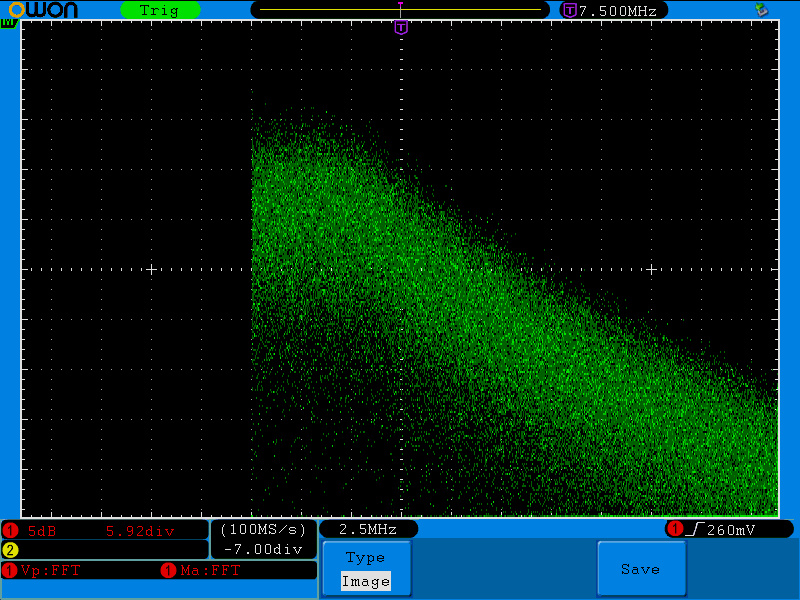 owon Trig T 7.500MHz
M
T
1 5dB 5.92div (100MS/s) 2.5MHz 1 260mV
2 -7.00div
1 Vp:FFT 1 Ma:FFT Type
Image Save